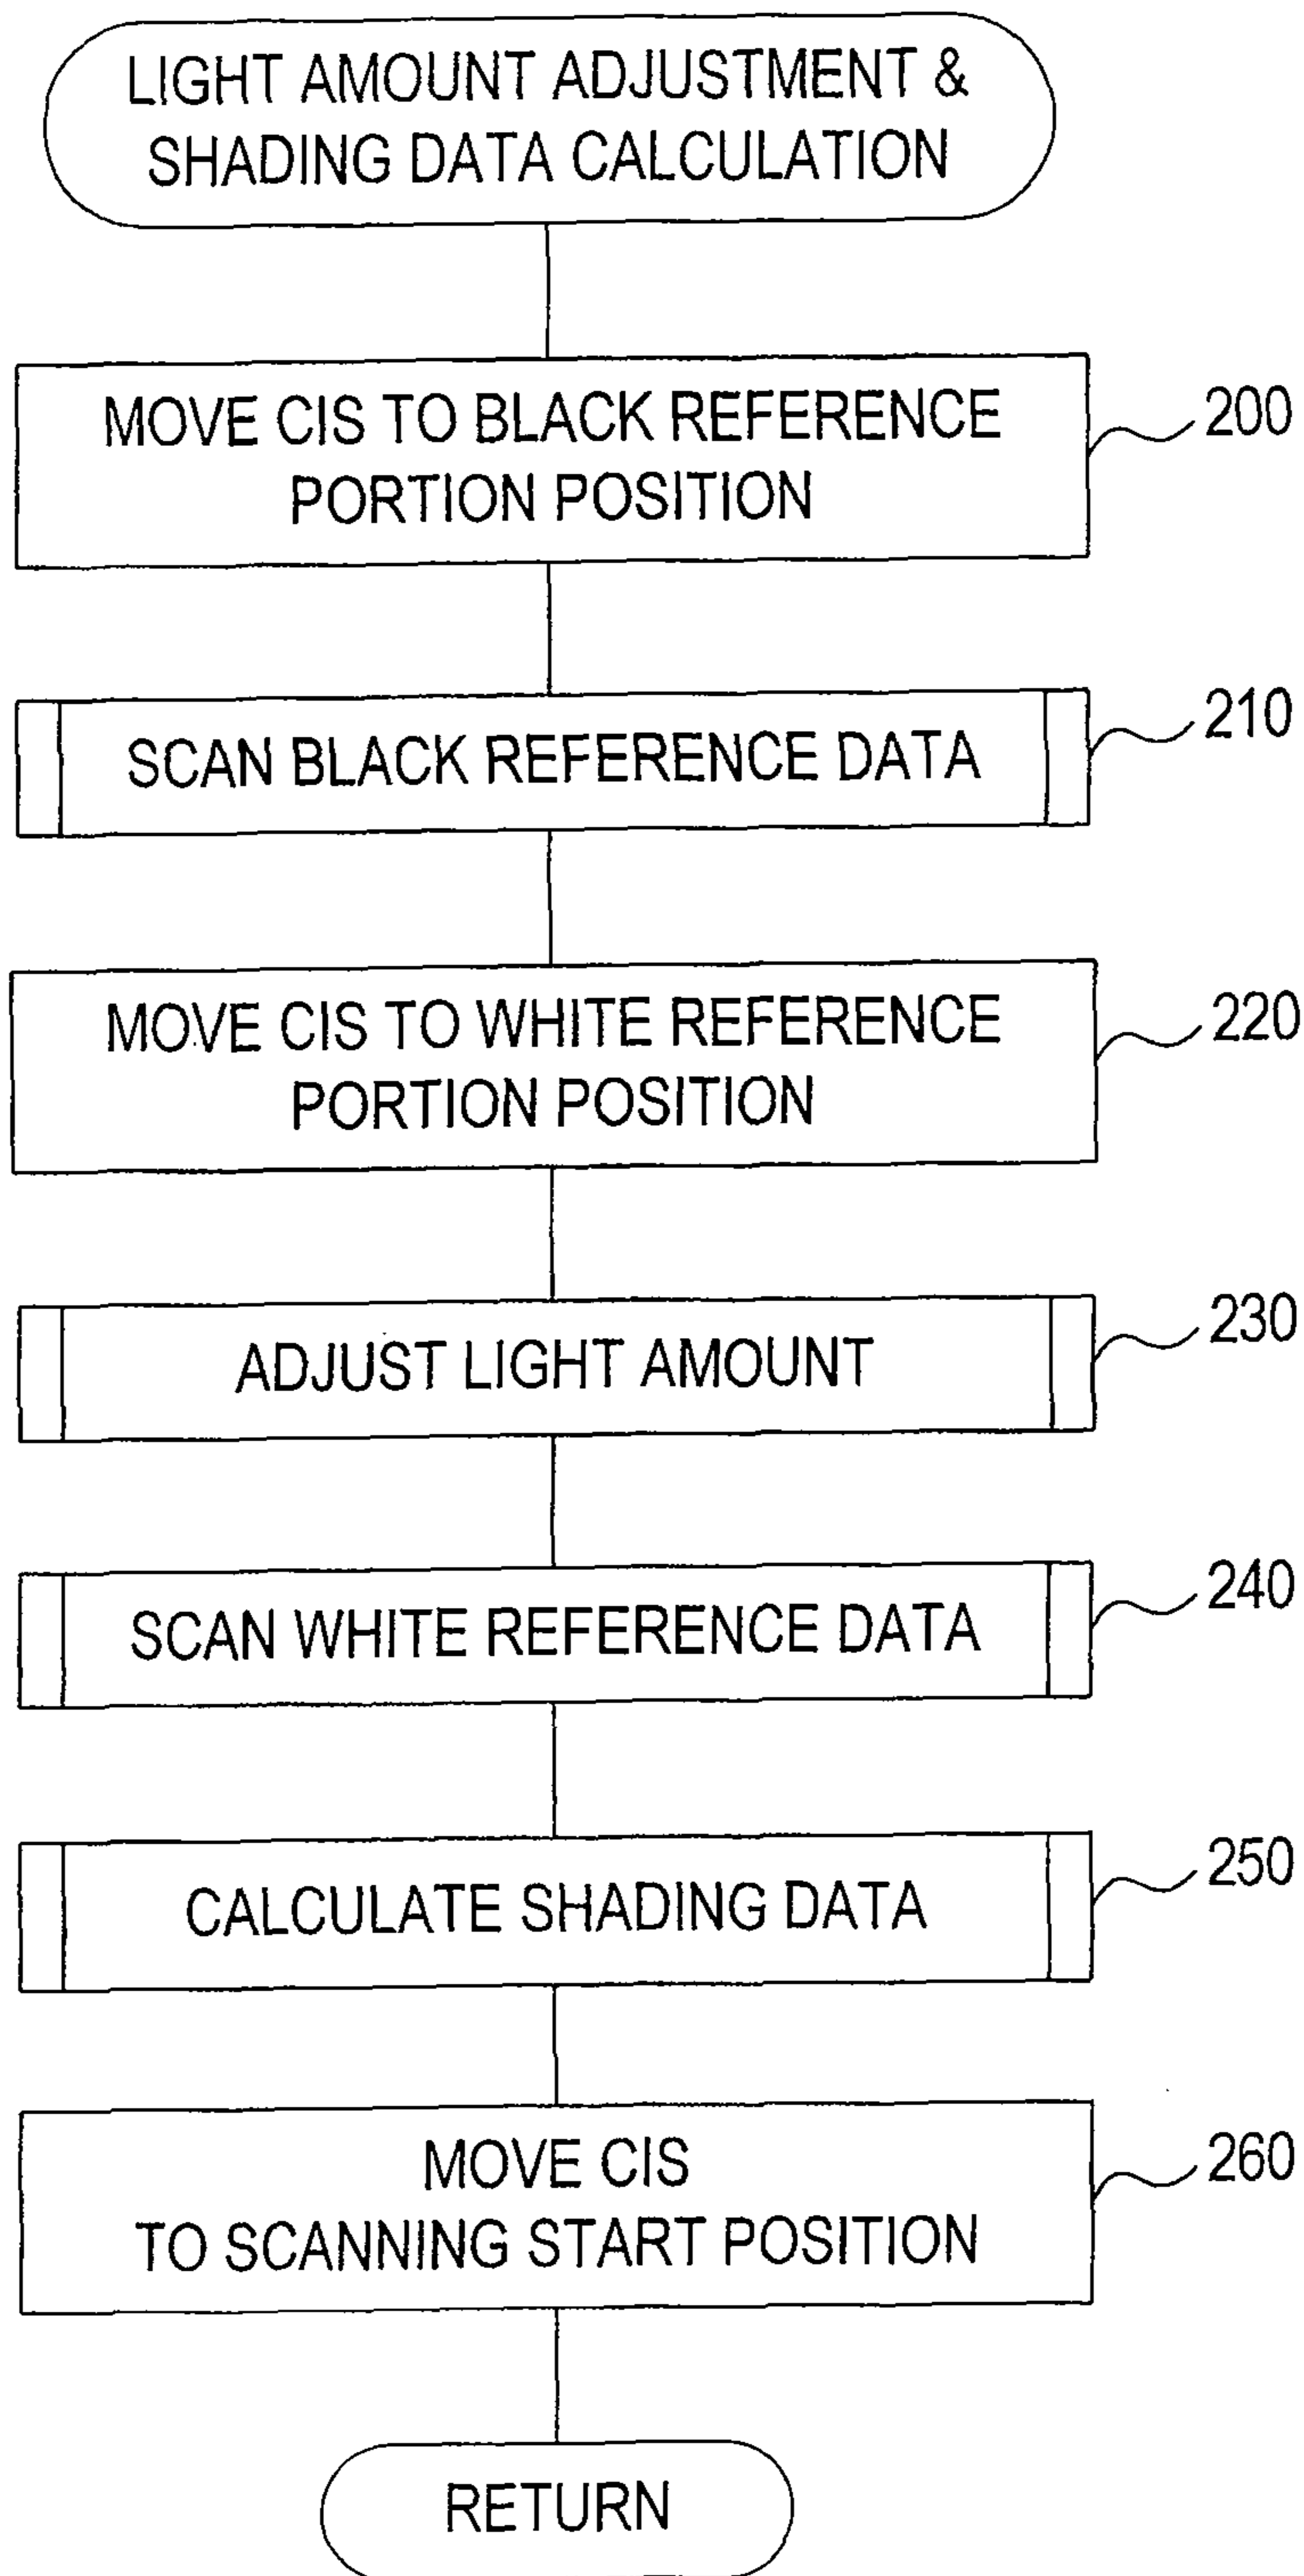 LIGHT AMOUNT ADJUSTMENT &
SHADING DATA CALCULATION
MOVE CIS TO BLACK REFERENCE
PORTION POSITION
200
SCAN BLACK REFERENCE DATA
210
MOVE CIS TO WHITE REFERENCE
PORTION POSITION
220
ADJUST LIGHT AMOUNT
230
SCAN WHITE REFERENCE DATA
240
CALCULATE SHADING DATA
250
MOVE CIS
TO SCANNING START POSITION
260
RETURN